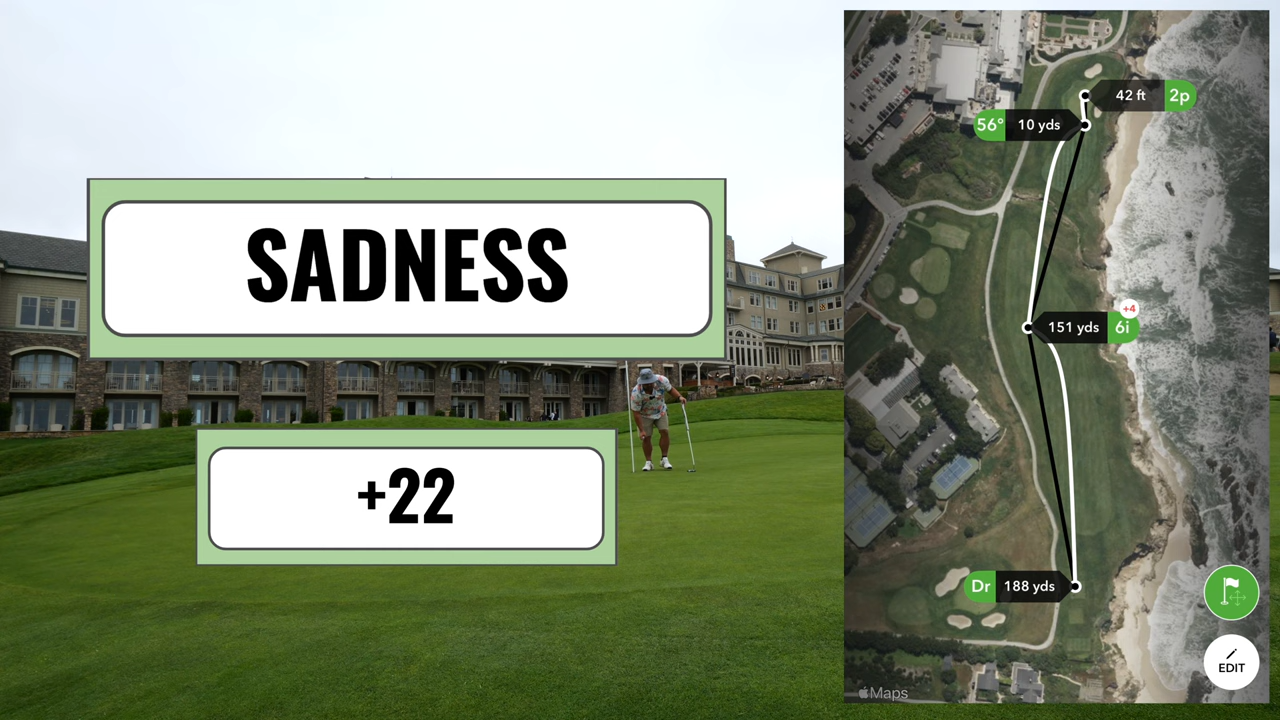 SADNESS
+22
42 ft 2p
56° 10 yds
+4
151 yds 6i
Dr 188 yds
EDIT
Maps